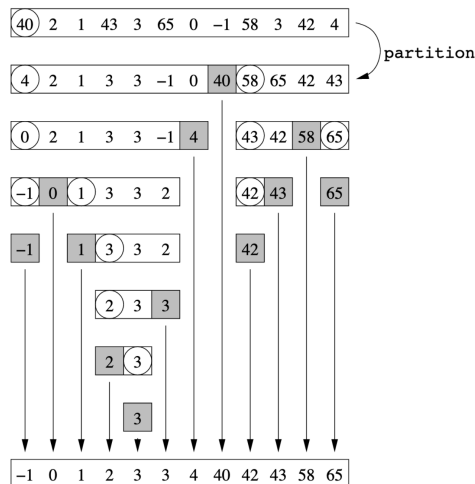 40 2 1 43 3 65 0 −1 58 3 42 4
partition
4 2 1 3 3 −1 0 40 58 65 42 43
0 2 1 3 3 −1 4 43 42 58 65
−1 0 1 3 3 2 42 43 65
−1 1 3 3 2 42
2 3 3
2 3
3
−1 0 1 2 3 3 4 40 42 43 58 65